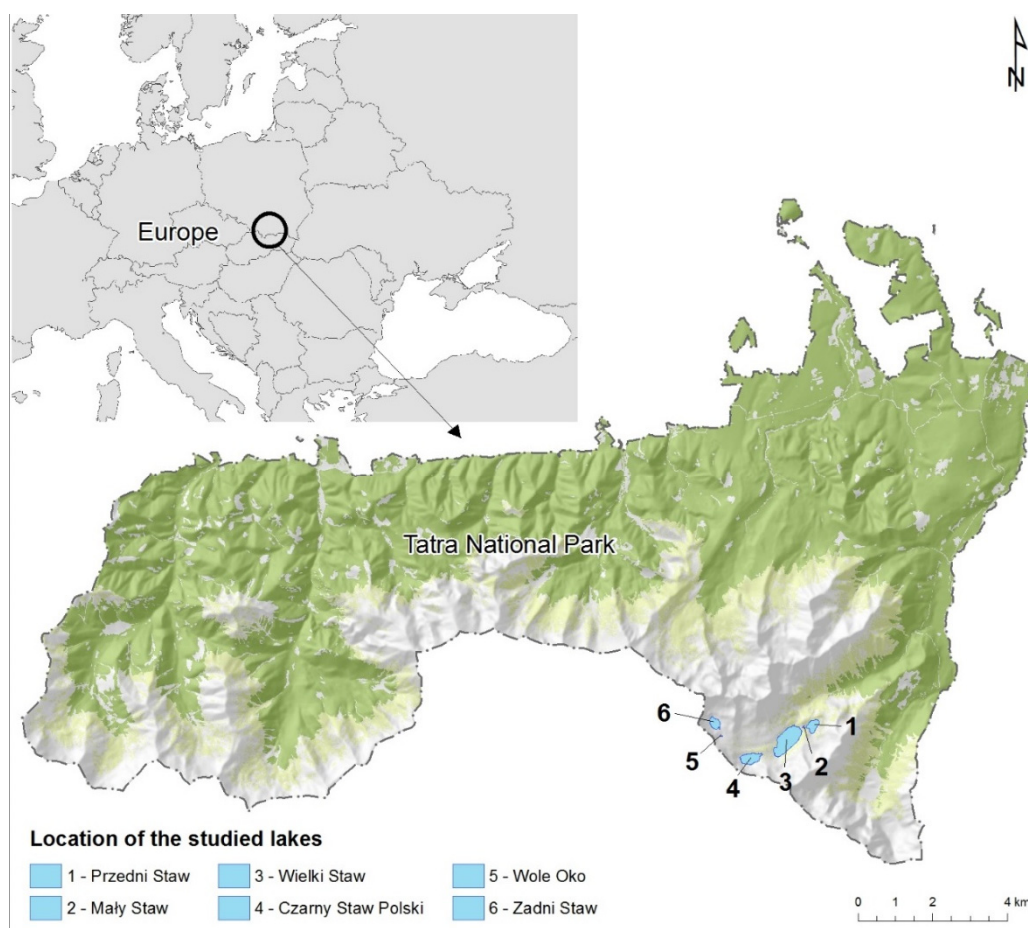 N
Europe
Tatra National Park
6
5
4
3
2
1
Location of the studied lakes
1 - Przedni Staw
3 - Wielki Staw
5 - Wole Oko
2 - Mały Staw
4 - Czarny Staw Polski
6 - Zadni Staw
0 1 2 4 km